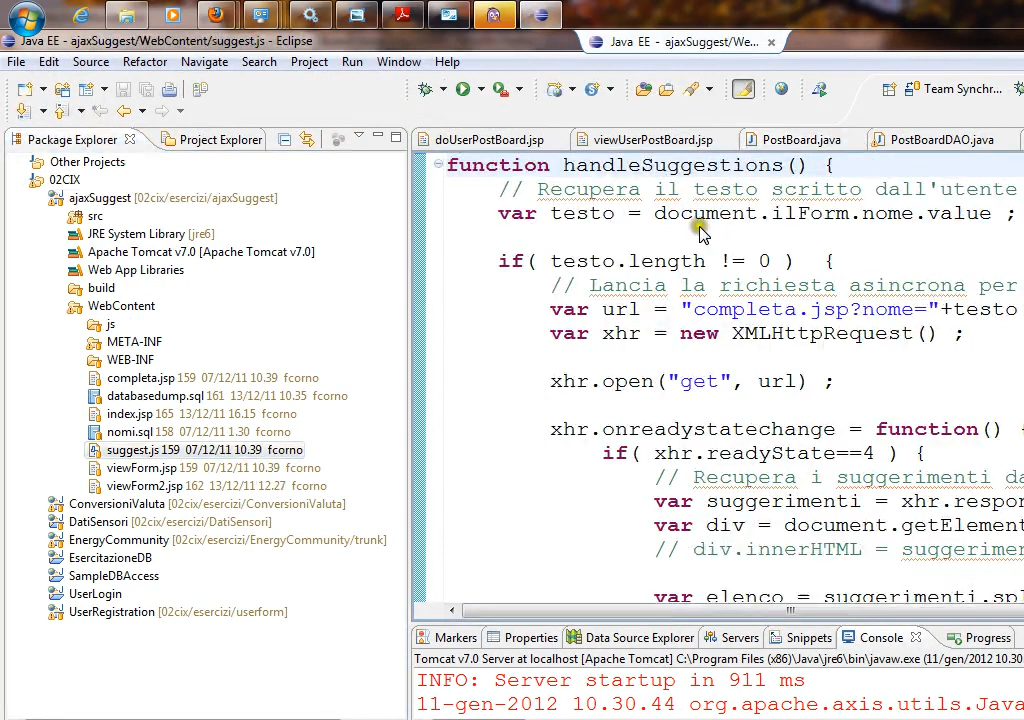 Java EE - ajaxSuggest/WebContent/suggest.js - Eclipse
Java EE - ajaxSuggest/We...
File Edit Source Refactor Navigate Search Project Run Window Help
Team Synchr...
Package Explorer Project Explorer
doUserPostBoard.jsp viewUserPostBoard.jsp PostBoard.java PostBoardDAO.java
Other Projects
02CIX
ajaxSuggest [02cix/esercizi/ajaxSuggest]
src
JRE System Library [jre6]
Apache Tomcat v7.0 [Apache Tomcat v7.0]
Web App Libraries
build
WebContent
js
META-INF
WEB-INF
completa.jsp 159 07/12/11 10.39 fcorno
databasedump.sql 161 13/12/11 10.35 fcorno
index.jsp 165 13/12/11 16.15 fcorno
nomi.sql 158 07/12/11 1.30 fcorno
suggest.js 159 07/12/11 10.39 fcorno
viewForm.jsp 159 07/12/11 10.39 fcorno
viewForm2.jsp 162 13/12/11 12.27 fcorno
ConversioniValuta [02cix/esercizi/ConversioniValuta]
DatiSensori [02cix/esercizi/DatiSensori]
EnergyCommunity [02cix/esercizi/EnergyCommunity/trunk]
EsercitazioneDB
SampleDBAccess
UserLogin
UserRegistration [02cix/esercizi/userform]
function handleSuggestions() {
// Recupera il testo scritto dall'utente
var testo = document.ilForm.nome.value ;
if( testo.length != 0 ) {
// Lancia la richiesta asincrona per
var url = "completa.jsp?nome="+testo
var xhr = new XMLHttpRequest() ;
xhr.open("get", url) ;
xhr.onreadystatechange = function() {
if( xhr.readyState==4 ) {
// Recupera i suggerimenti da
var suggerimenti = xhr.respon
var div = document.getElement
// div.innerHTML = suggerimen
var elenco = suggerimenti.spl
Markers Properties Data Source Explorer Servers Snippets Console Progress
Tomcat v7.0 Server at localhost [Apache Tomcat] C:\Program Files (x86)\Java\jre6\bin\javaw.exe (11/gen/2012 10.30
INFO: Server startup in 911 ms
11-gen-2012 10.30.44 org.apache.axis.utils.Java